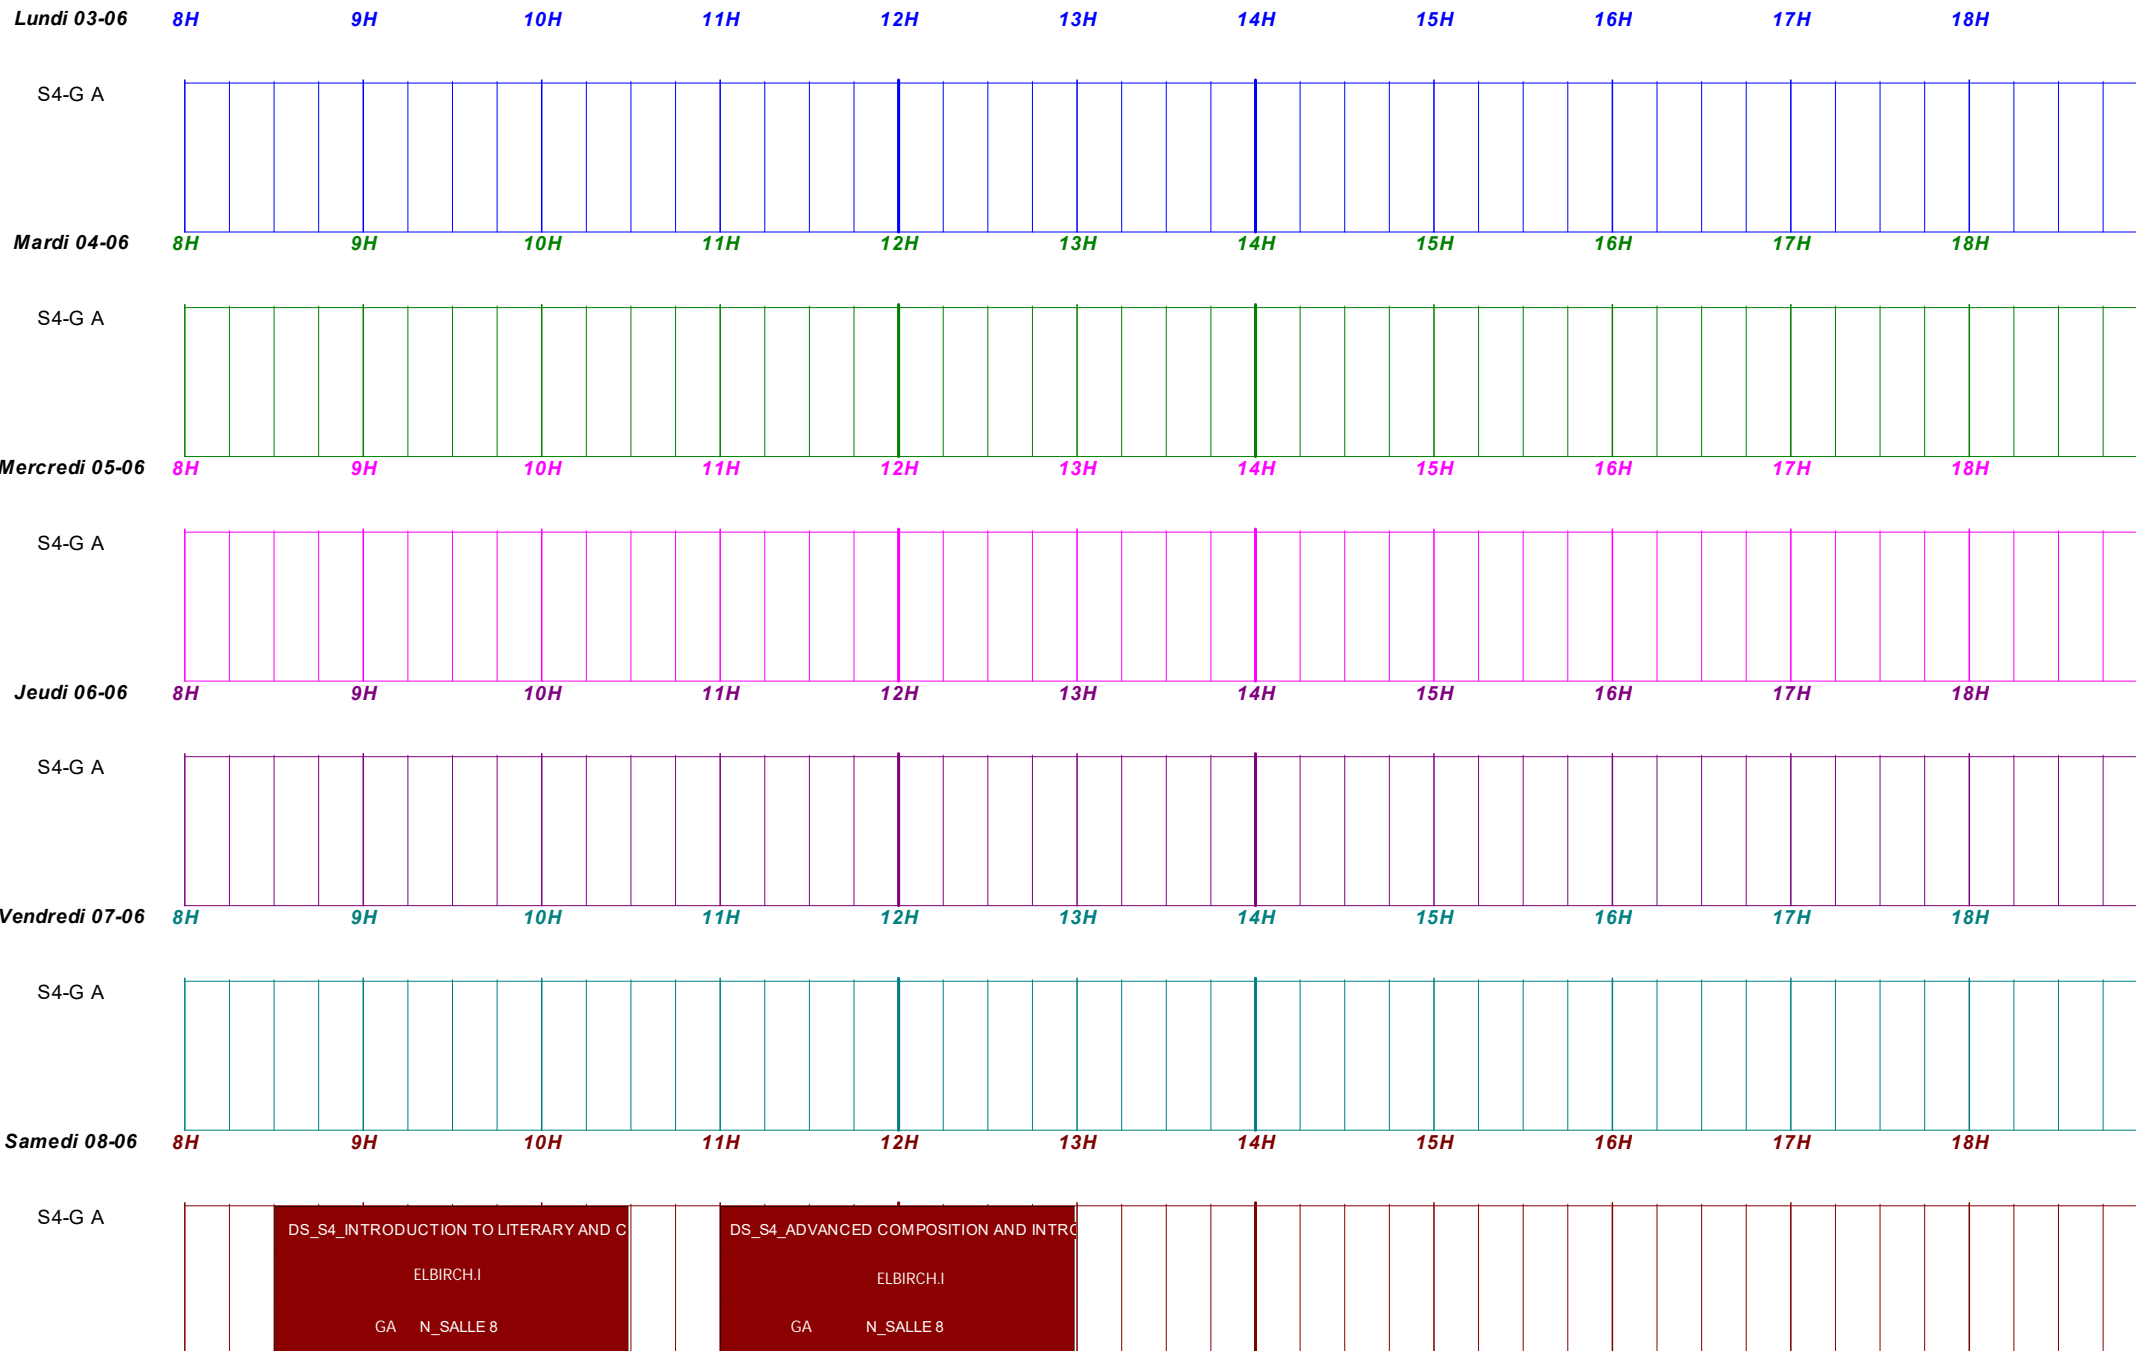 Lundi 03-06 8H 9H 10H 11H 12H 13H 14H 15H 16H 17H 18H
S4-G A
Mardi 04-06 8H 9H 10H 11H 12H 13H 14H 15H 16H 17H 18H
S4-G A
Mercredi 05-06 8H 9H 10H 11H 12H 13H 14H 15H 16H 17H 18H
S4-G A
Jeudi 06-06 8H 9H 10H 11H 12H 13H 14H 15H 16H 17H 18H
S4-G A
Vendredi 07-06 8H 9H 10H 11H 12H 13H 14H 15H 16H 17H 18H
S4-G A
Samedi 08-06 8H 9H 10H 11H 12H 13H 14H 15H 16H 17H 18H
S4-G A
DS_S4_INTRODUCTION TO LITERARY AND C
ELBIRCH.I
GA N_SALLE 8
DS_S4_ADVANCED COMPOSITION AND INTRO
ELBIRCH.I
GA N_SALLE 8